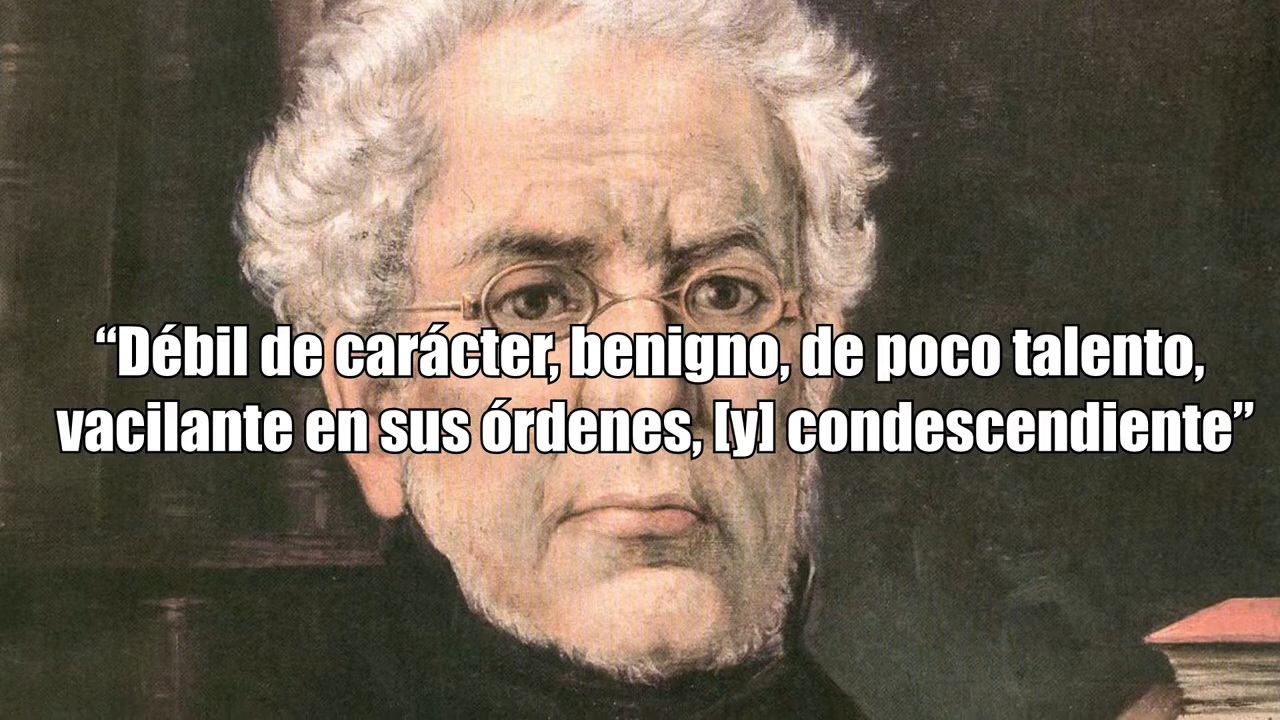 “Débil de carácter, benigno, de poco talento,
vacilante en sus órdenes, [y] condescendiente”